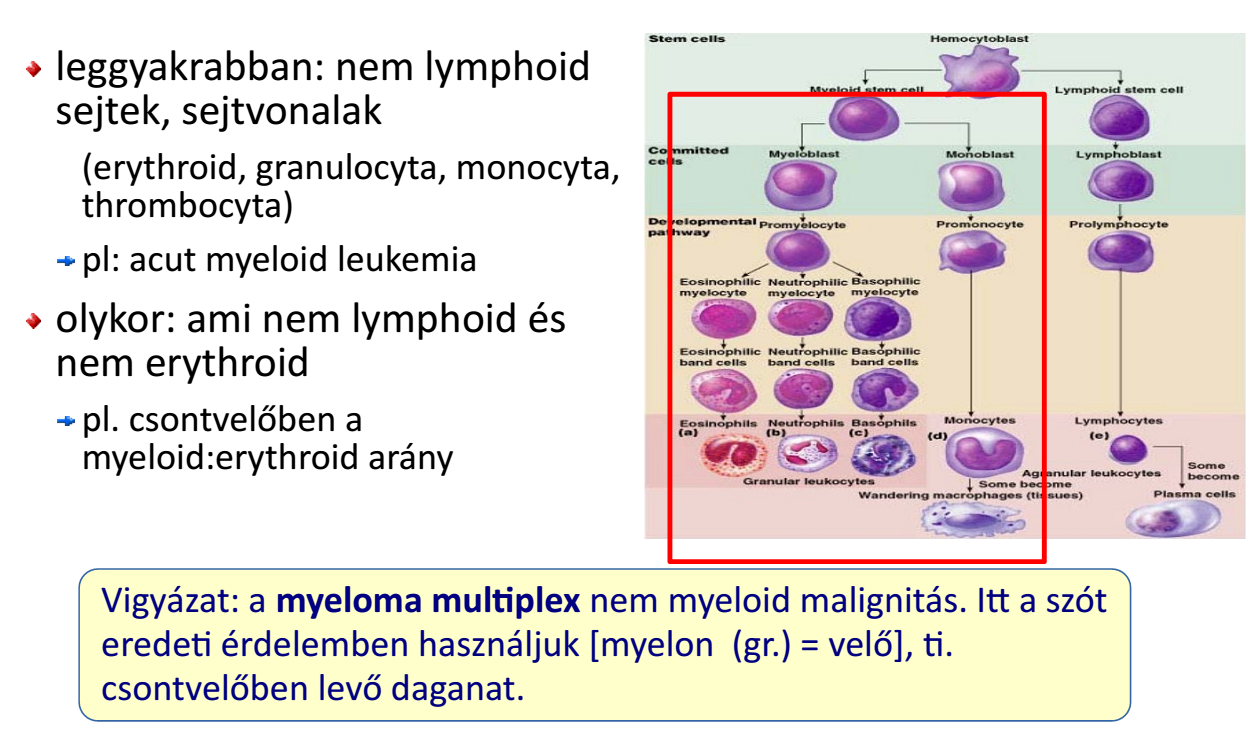 leggyakrabban: nem lymphoid
sejtek, sejtvonalak
(erythroid, granulocyta, monocyta,
thrombocyta)
pl: acut myeloid leukemia
olykor: ami nem lymphoid és
nem erythroid
pl. csontvelőben a
myeloid:erythroid arány
Stem cells
Hemocytoblast
Myeloid stem cell
Lymphoid stem cell
Committed
cells
Myeloblast
Monoblast
Lymphoblast
Developmental
pathway
Promyelocyte
Promonocyte
Prolymphocyte
Eosinophilic
myelocyte
Neutrophilic
myelocyte
Basophilic
myelocyte
Eosinophilic
band cells
Neutrophilic
band cells
Basophilic
band cells
Eosinophils
(a)
Neutrophils
(b)
Basophils
(c)
Monocytes
(d)
Lymphocytes
(e)
Granular leukocytes
Agranular leukocytes
Some become
Some
become
Wandering macrophages (tissues)
Plasma cells
Vigyázat: a myeloma multiplex nem myeloid malignitás. Itt a szót
eredeti érdelemben használjuk [myelon (gr.) = velő], ti.
csontvelőben levő daganat.